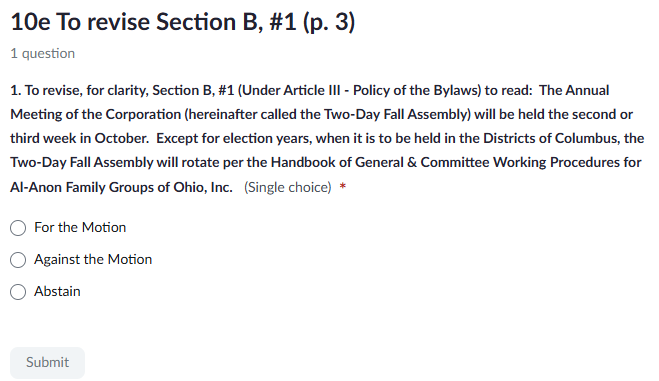 10e To revise Section B, #1 (p. 3)
1 question
1. To revise, for clarity, Section B, #1 (Under Article III - Policy of the Bylaws) to read:  The Annual
Meeting of the Corporation (hereinafter called the Two-Day Fall Assembly) will be held the second or
third week in October.  Except for election years, when it is to be held in the Districts of Columbus, the
Two-Day Fall Assembly will rotate per the Handbook of General & Committee Working Procedures for
Al-Anon Family Groups of Ohio, Inc.   (Single choice) *
For the Motion
Against the Motion
Abstain
Submit